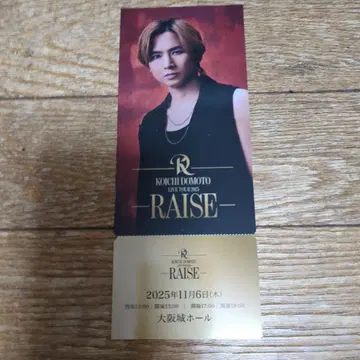 KOICHI DOMOTO
LIVE TOUR 2025
RAISE
KOICHI DOMOTO
RAISE
2025年11月6日(木)
大阪城ホール